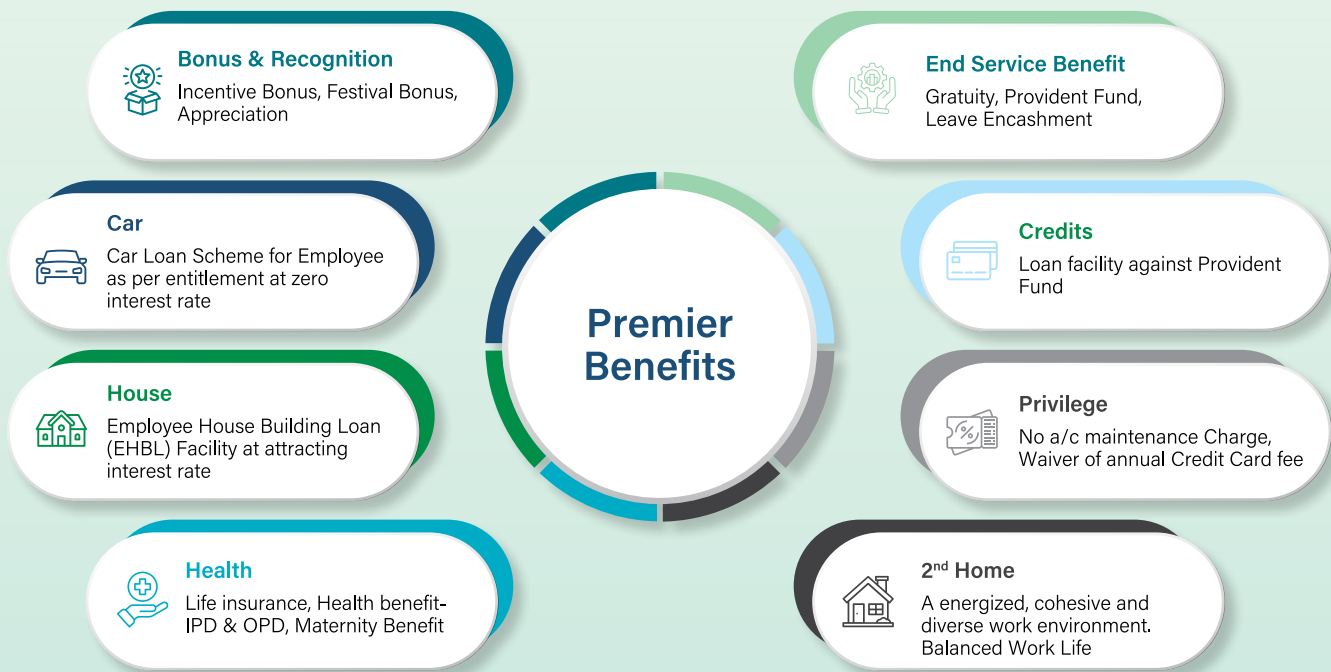 Bonus & Recognition
Incentive Bonus, Festival Bonus,
Appreciation
Car
Car Loan Scheme for Employee
as per entitlement at zero
interest rate
House
Employee House Building Loan
(EHBL) Facility at attracting
interest rate
Health
Life insurance, Health benefit-
IPD & OPD, Maternity Benefit
Premier
Benefits
End Service Benefit
Gratuity, Provident Fund,
Leave Encashment
Credits
Loan facility against Provident
Fund
Privilege
No a/c maintenance Charge,
Waiver of annual Credit Card fee
2nd Home
A energized, cohesive and
diverse work environment.
Balanced Work Life